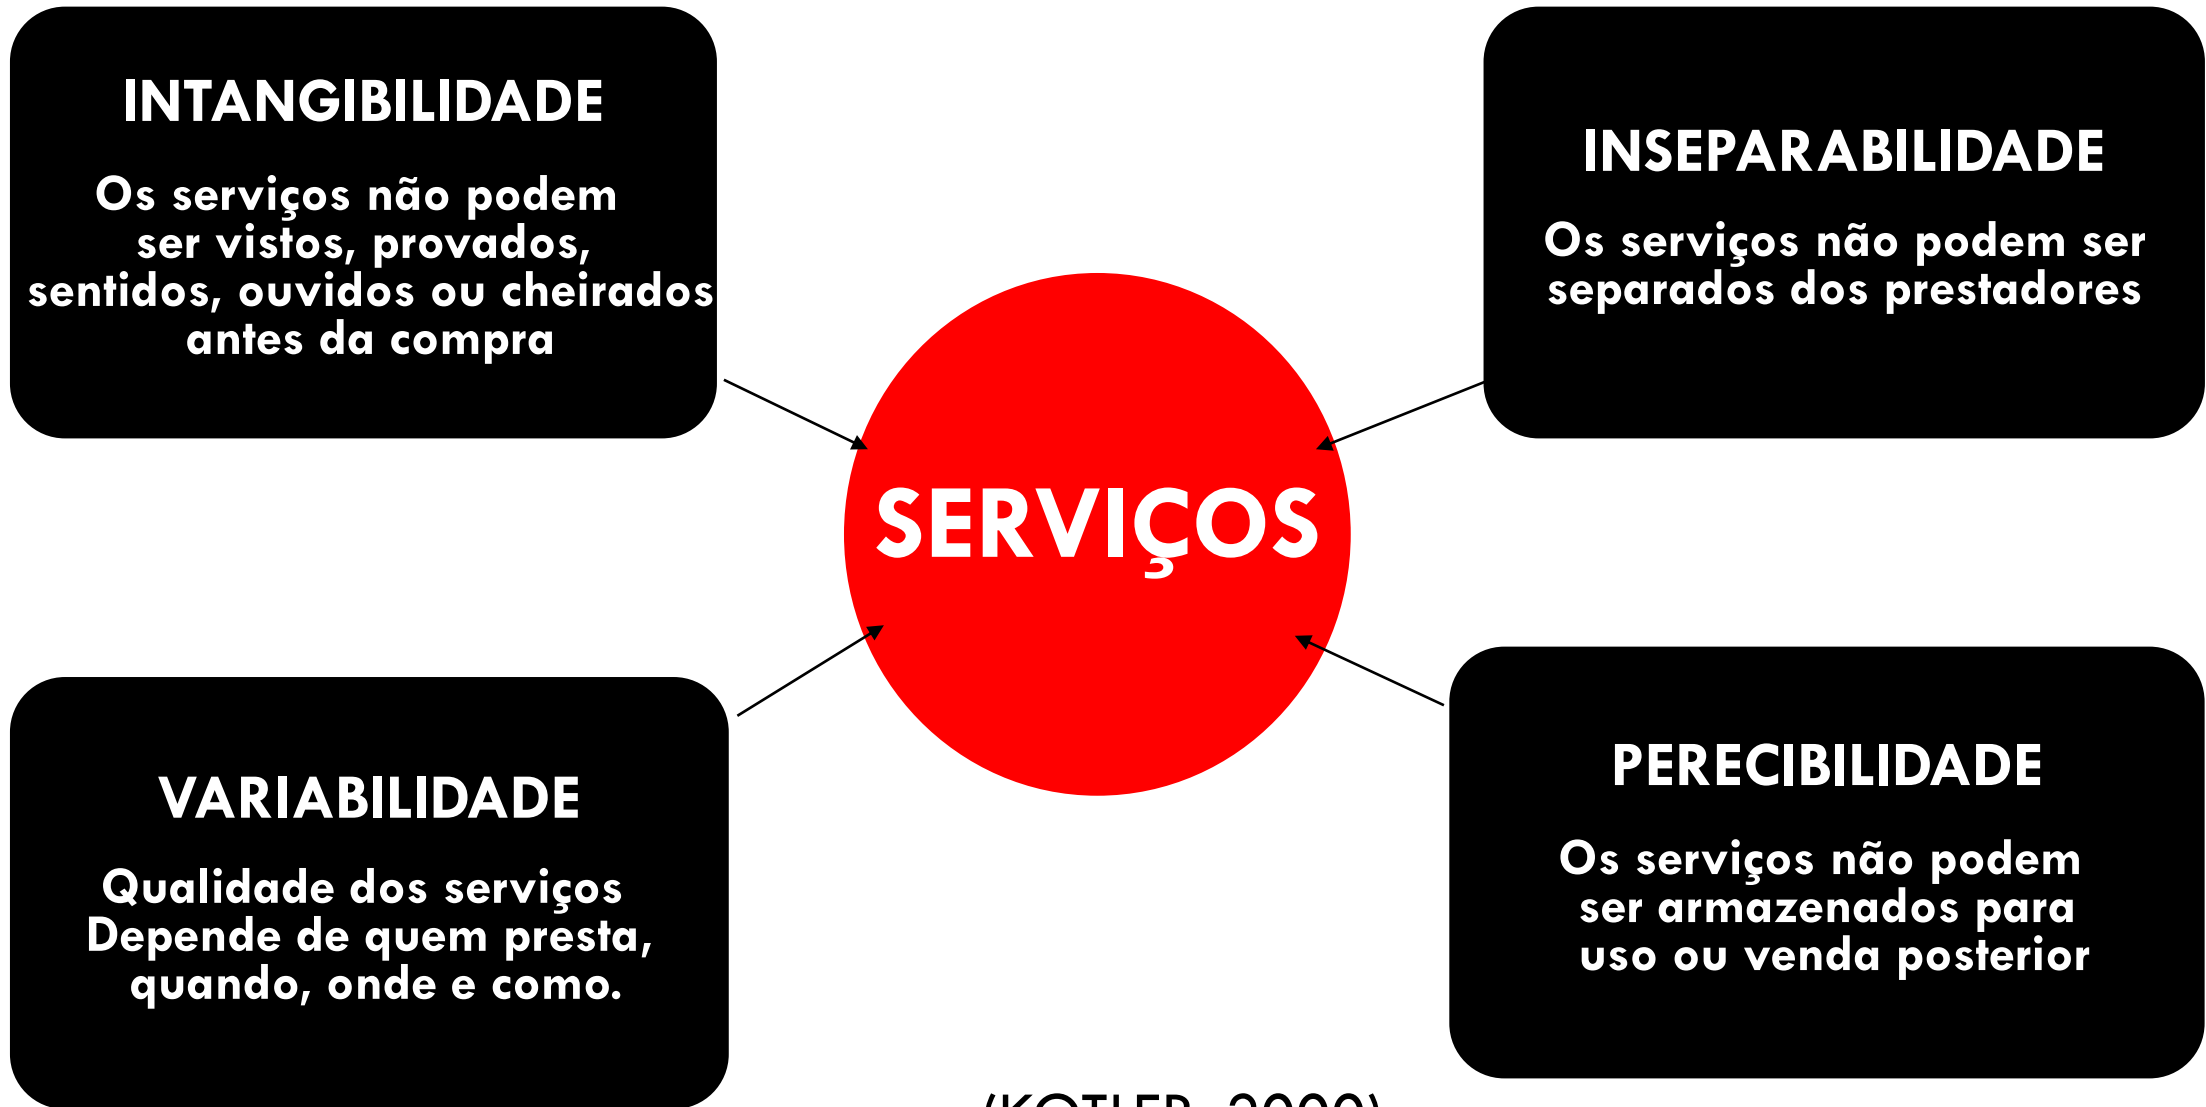 INTANGIBILIDADE
Os serviços não podem
ser vistos, provados,
sentidos, ouvidos ou cheirados
antes da compra
INSEPARABILIDADE
Os serviços não podem ser
separados dos prestadores
SERVIÇOS
VARIABILIDADE
Qualidade dos serviços
Depende de quem presta,
quando, onde e como.
PERECIBILIDADE
Os serviços não podem
ser armazenados para
uso ou venda posterior
(KOTLER, 2000)